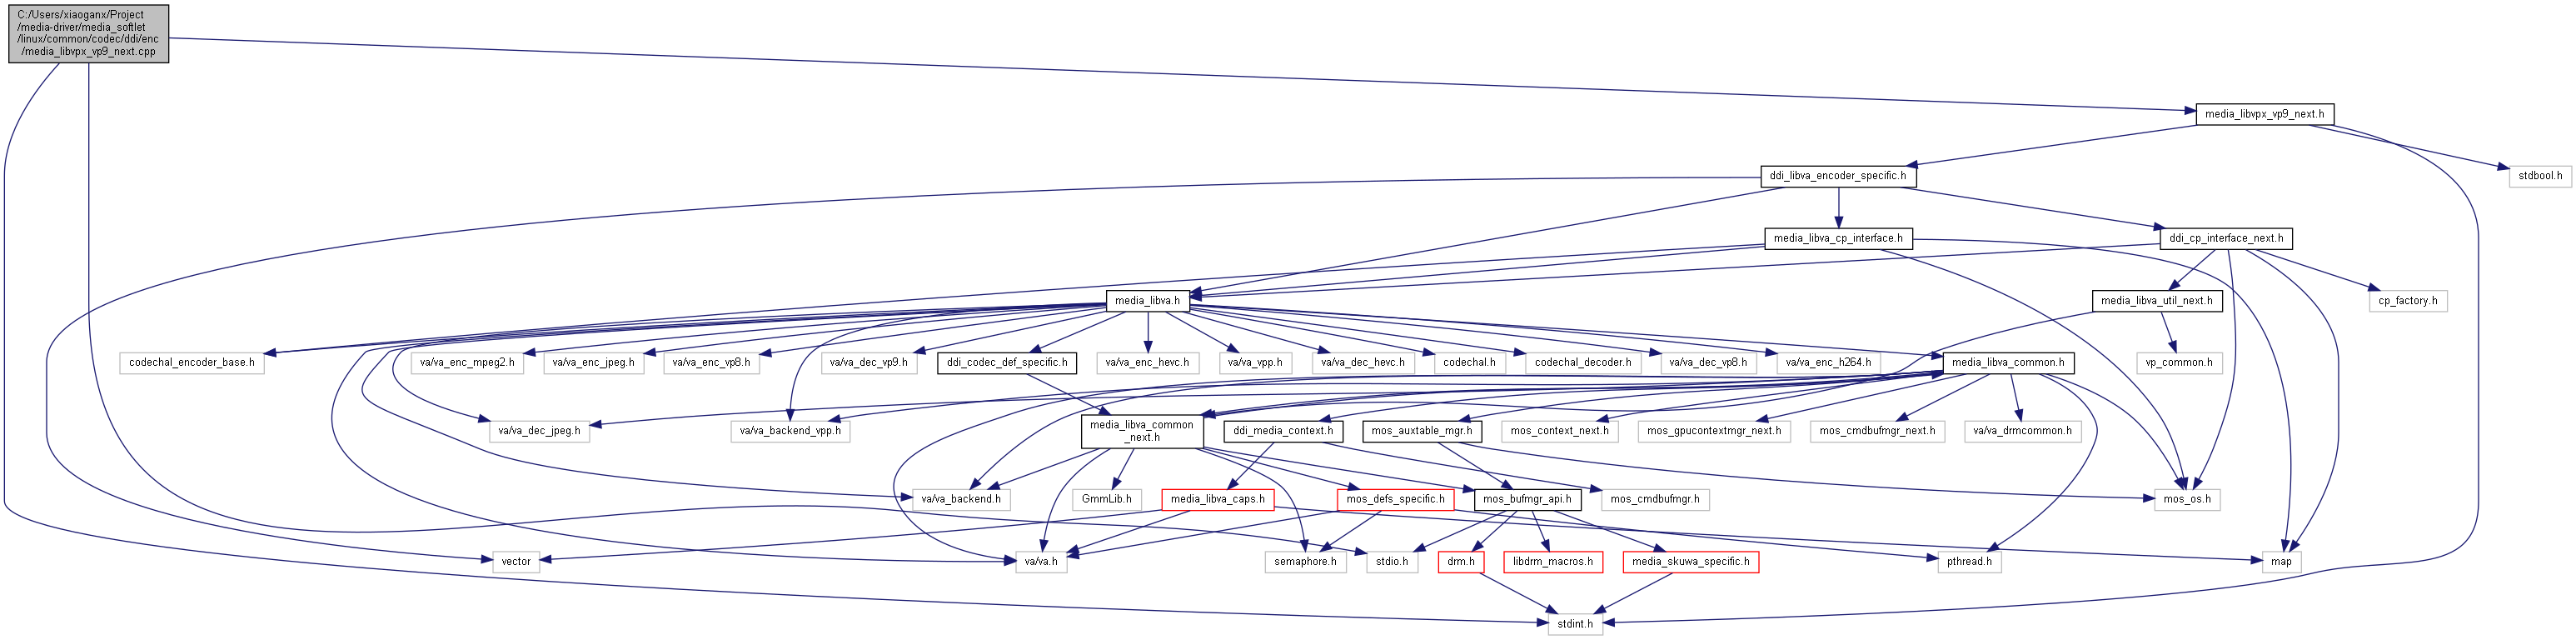 C:/Users/xiaoganx/Project
/media-driver/media_softlet
/linux/common/codec/ddi/enc
/media_libvpx_vp9_next.cpp
media_libvpx_vp9_next.h
ddi_libva_encoder_specific.h
stdbool.h
media_libva_cp_interface.h
ddi_cp_interface_next.h
media_libva.h
media_libva_util_next.h
cp_factory.h
codechal_encoder_base.h
va/va_enc_mpeg2.h
va/va_enc_jpeg.h
va/va_enc_vp8.h
va/va_dec_vp9.h
ddi_codec_def_specific.h
va/va_enc_hevc.h
va/va_vpp.h
va/va_dec_hevc.h
codechal.h
codechal_decoder.h
va/va_dec_vp8.h
va/va_enc_h264.h
media_libva_common.h
vp_common.h
va/va_dec_jpeg.h
va/va_backend_vpp.h
media_libva_common
_next.h
ddi_media_context.h
mos_auxtable_mgr.h
mos_context_next.h
mos_gpucontextmgr_next.h
mos_cmdbufmgr_next.h
va/va_drmcommon.h
va/va_backend.h
GmmLib.h
media_libva_caps.h
mos_defs_specific.h
mos_bufmgr_api.h
mos_cmdbufmgr.h
mos_os.h
vector
va/va.h
semaphore.h
stdio.h
drm.h
libdrm_macros.h
media_skuwa_specific.h
pthread.h
map
stdint.h